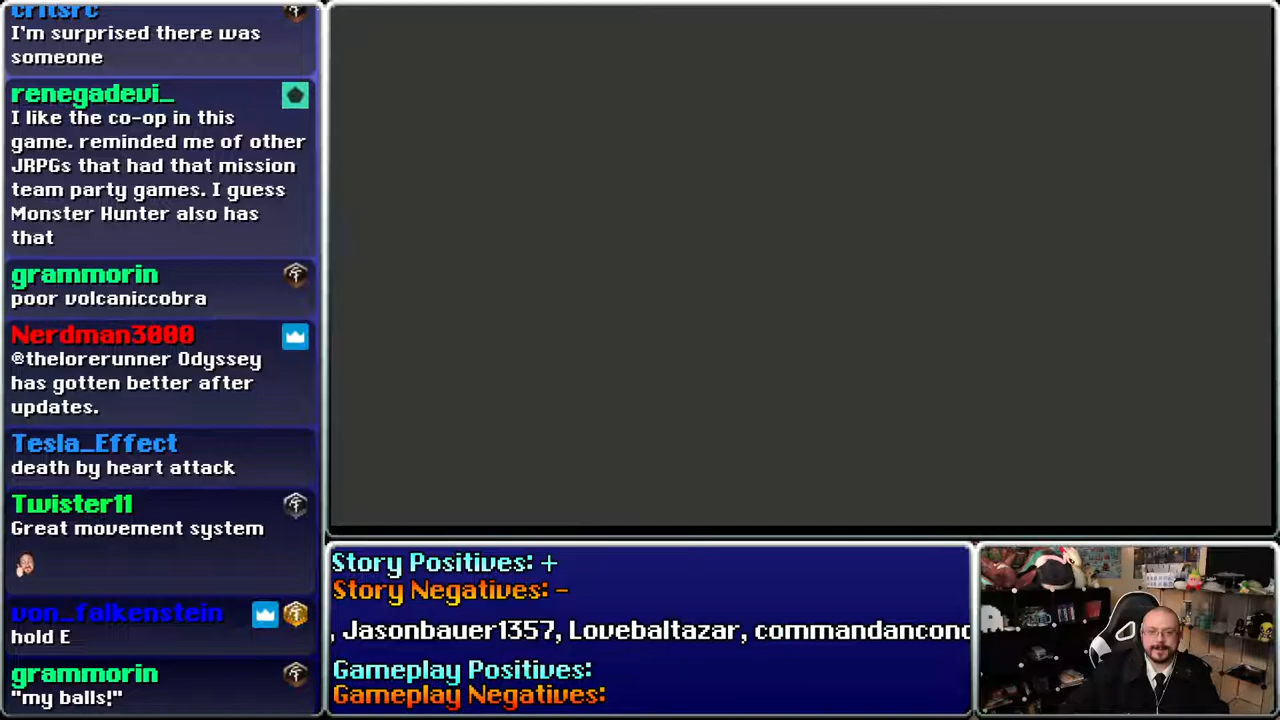 critsrc
I'm surprised there was
someone
renegadevi_
I like the co-op in this
game. reminded me of other
JRPGs that had that mission
team party games. I guess
Monster Hunter also has
that
grammorin
poor volcaniccobra
Nerdman3000
@thelorerunner Odyssey
has gotten better after
updates.
Tesla_Effect
death by heart attack
Twister11
Great movement system
von_falkenstein
hold E
grammorin
"my balls!"
Story Positives: +
Story Negatives: -
, Jasonbauer1357, Lovebaltazar, commandancond
Gameplay Positives:
Gameplay Negatives: